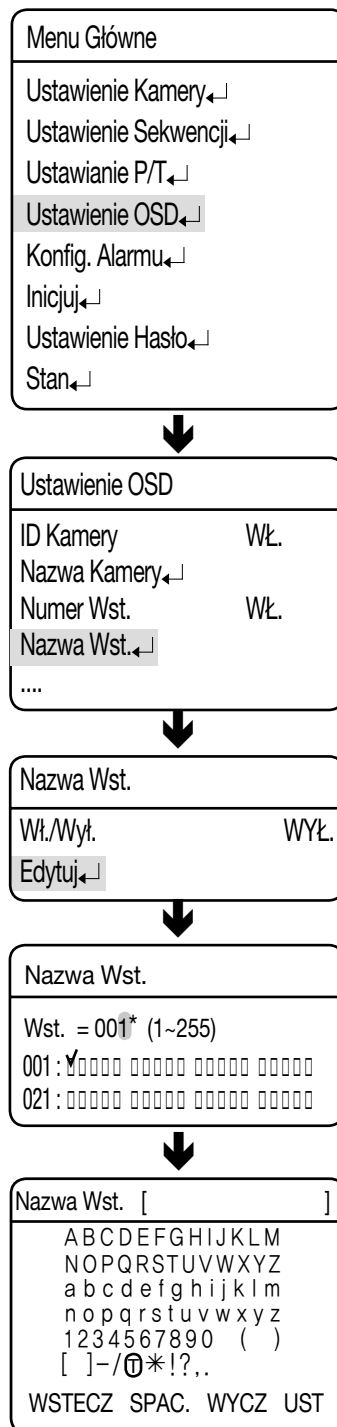 Menu Główne
Ustawienie Kamery↵
Ustawienie Sekwencji↵
Ustawianie P/T↵
Ustawienie OSD↵
Konfig. Alarmu↵
Inicjuj↵
Ustawienie Hasło↵
Stan↵
Ustawienie OSD
ID Kamery WŁ.
Nazwa Kamery↵
Numer Wst. WŁ.
Nazwa Wst.↵
....
Nazwa Wst.
Wł./Wył. WYŁ.
Edytuj↵
Nazwa Wst.
Wst. = 001* (1~255)
001 : ▯▯▯▯▯ ▯▯▯▯▯ ▯▯▯▯▯ ▯▯▯▯▯
021 : ▯▯▯▯▯ ▯▯▯▯▯ ▯▯▯▯▯ ▯▯▯▯▯
Nazwa Wst. [ ]
A B C D E F G H I J K L M
N O P Q R S T U V W X Y Z
a b c d e f g h i j k l m
n o p q r s t u v w x y z
1 2 3 4 5 6 7 8 9 0 ( )
[ ] – / Ⓣ ✳ ! ? , .
WSTECZ SPAC. WYCZ UST